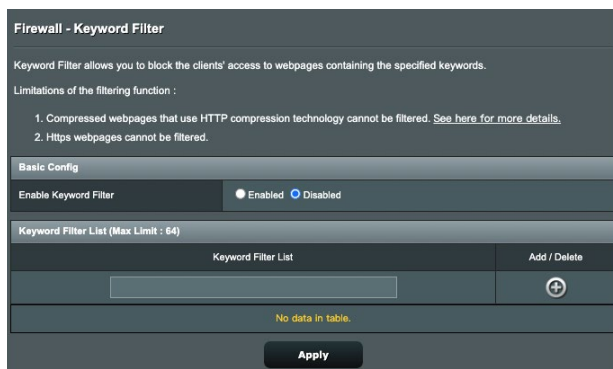 Firewall - Keyword Filter
Keyword Filter allows you to block the clients' access to webpages containing the specified keywords.
Limitations of the filtering function :
1. Compressed webpages that use HTTP compression technology cannot be filtered. See here for more details.
2. Https webpages cannot be filtered.
Basic Config
Enable Keyword Filter Enabled Disabled
Keyword Filter List (Max Limit : 64)
Keyword Filter List Add / Delete
No data in table.
Apply